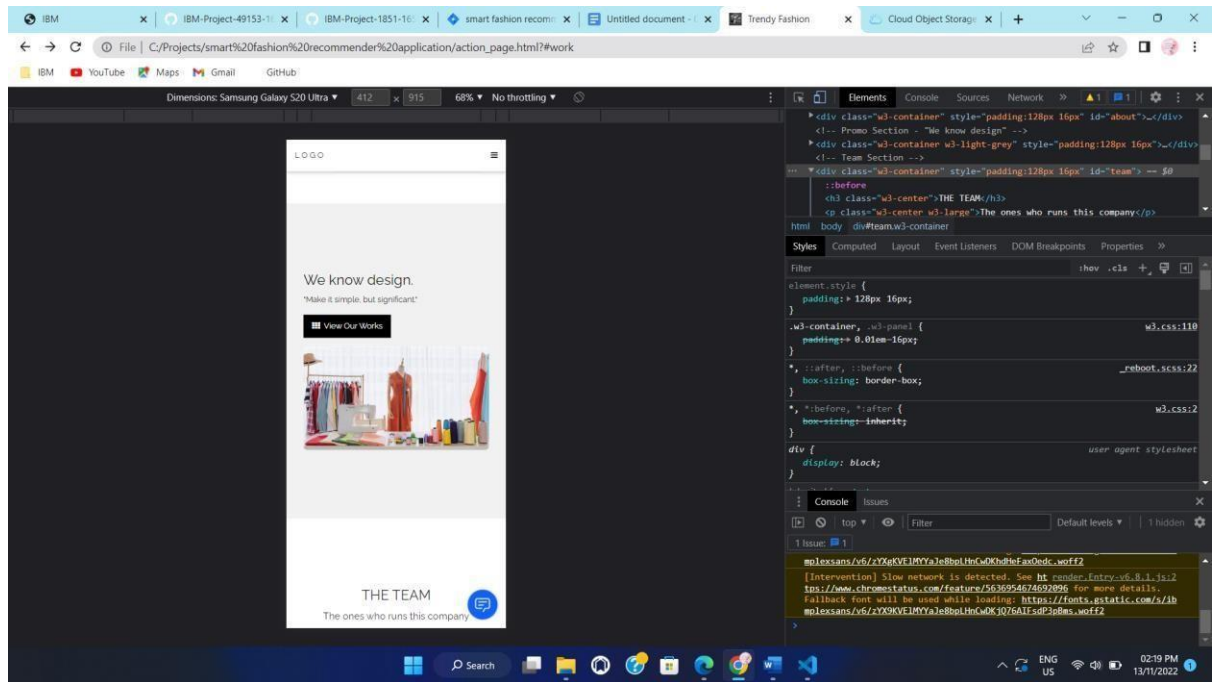 IBM
IBM-Project-49153-1
IBM-Project-1851-16
smart fashion recomm
Untitled document -
Trendy Fashion
Cloud Object Storage
File | C:/Projects/smart%20fashion%20recommender%20application/action_page.html?#work
IBM YouTube Maps Gmail GitHub
Dimensions: Samsung Galaxy S20 Ultra ▼ 412 x 915 68% ▼ No throttling ▼
LOGO
We know design.
"Make it simple, but significant"
View Our Works
THE TEAM
The ones who runs this company
Elements Console Sources Network » 1 1
<div class="w3-container" style="padding:128px 16px" id="about">…</div>
<!-- Promo Section - "We know design" -->
<div class="w3-container w3-light-grey" style="padding:128px 16px">…</div>
<!-- Team Section -->
<div class="w3-container" style="padding:128px 16px" id="team"> == $0
::before
<h3 class="w3-center">THE TEAM</h3>
<p class="w3-center w3-large">The ones who runs this company</p>
html body div#team.w3-container
Styles Computed Layout Event Listeners DOM Breakpoints Properties »
Filter :hov .cls +
element.style {
padding: 128px 16px;
}
.w3-container, .w3-panel { w3.css:110
padding: 0.01em 16px;
}
*, ::after, ::before { _reboot.scss:22
box-sizing: border-box;
}
*, *:before, *:after { w3.css:2
box-sizing: inherit;
}
div { user agent stylesheet
display: block;
}
Console Issues
top ▼ Filter Default levels ▼ 1 hidden
1 Issue: 1
[Intervention] Slow network is detected. See ht render.Entry-v6.8.1.js:2
tps://www.chromestatus.com/feature/5636954674692096 for more details.
Fallback font will be used while loading: https://fonts.gstatic.com/s/ib
Search
ENG
US
02:19 PM
13/11/2022
1